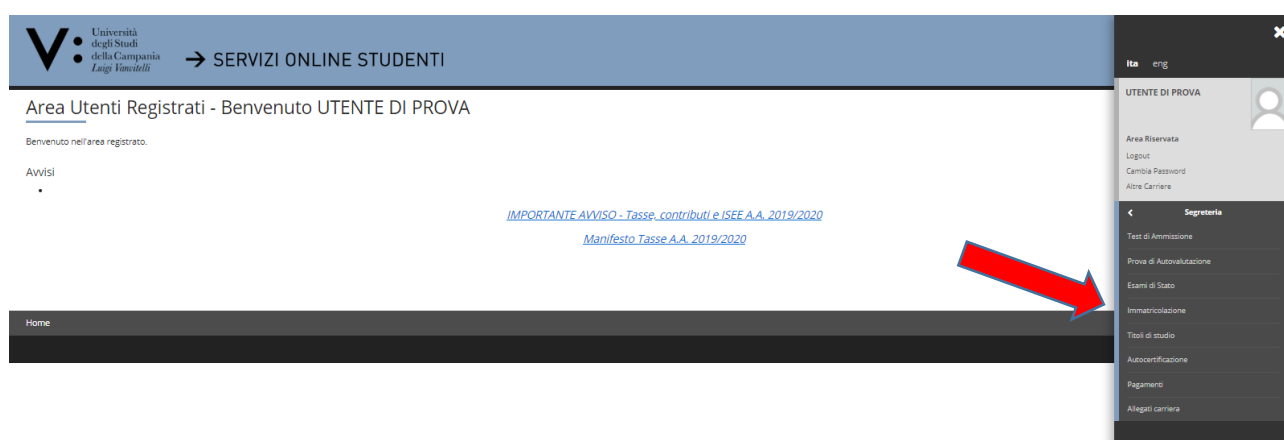 V:
Università
degli Studi
della Campania
Luigi Vanvitelli
→ SERVIZI ONLINE STUDENTI
Area Utenti Registrati - Benvenuto UTENTE DI PROVA
Benvenuto nell'area registrato.
Avvisi
•
IMPORTANTE AVVISO - Tasse, contributi e ISEE A.A. 2019/2020
Manifesto Tasse A.A. 2019/2020
Home
ita eng
UTENTE DI PROVA
Area Riservata
Logout
Cambia Password
Altre Carriere
Segreteria
Test di Ammissione
Prova di Autovalutazione
Esami di Stato
Immatricolazione
Titoli di studio
Autocertificazione
Pagamenti
Allegati carriera